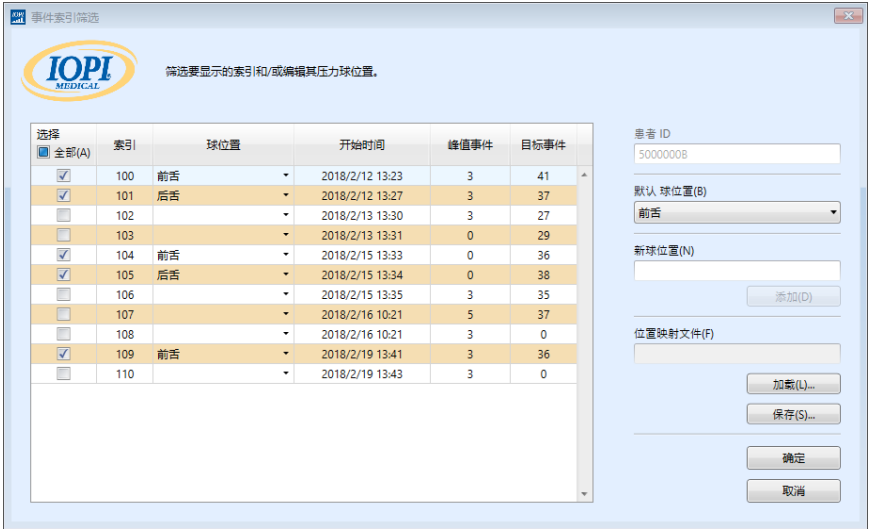 IOPI 事件索引筛选
IOPI
MEDICAL
筛选要显示的索引和/或编辑其压力球位置。
选择
全部(A) 索引 球位置 开始时间 峰值事件 目标事件
100 前舌 2018/2/12 13:23 3 41
101 后舌 2018/2/12 13:27 3 37
102 2018/2/13 13:30 3 27
103 2018/2/13 13:31 0 29
104 前舌 2018/2/15 13:33 0 36
105 后舌 2018/2/15 13:34 0 38
106 2018/2/15 13:35 3 35
107 2018/2/16 10:21 5 37
108 2018/2/16 10:21 3 0
109 前舌 2018/2/19 13:41 3 36
110 2018/2/19 13:43 3 0
患者 ID
5000000B
默认 球位置(B)
前舌
新球位置(N)
添加(D)
位置映射文件(F)
加载(L)...
保存(S)...
确定
取消